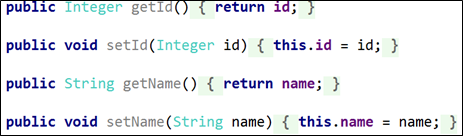 public Integer getId() { return id; }
public void setId(Integer id) { this.id = id; }
public String getName() { return name; }
public void setName(String name) { this.name = name; }